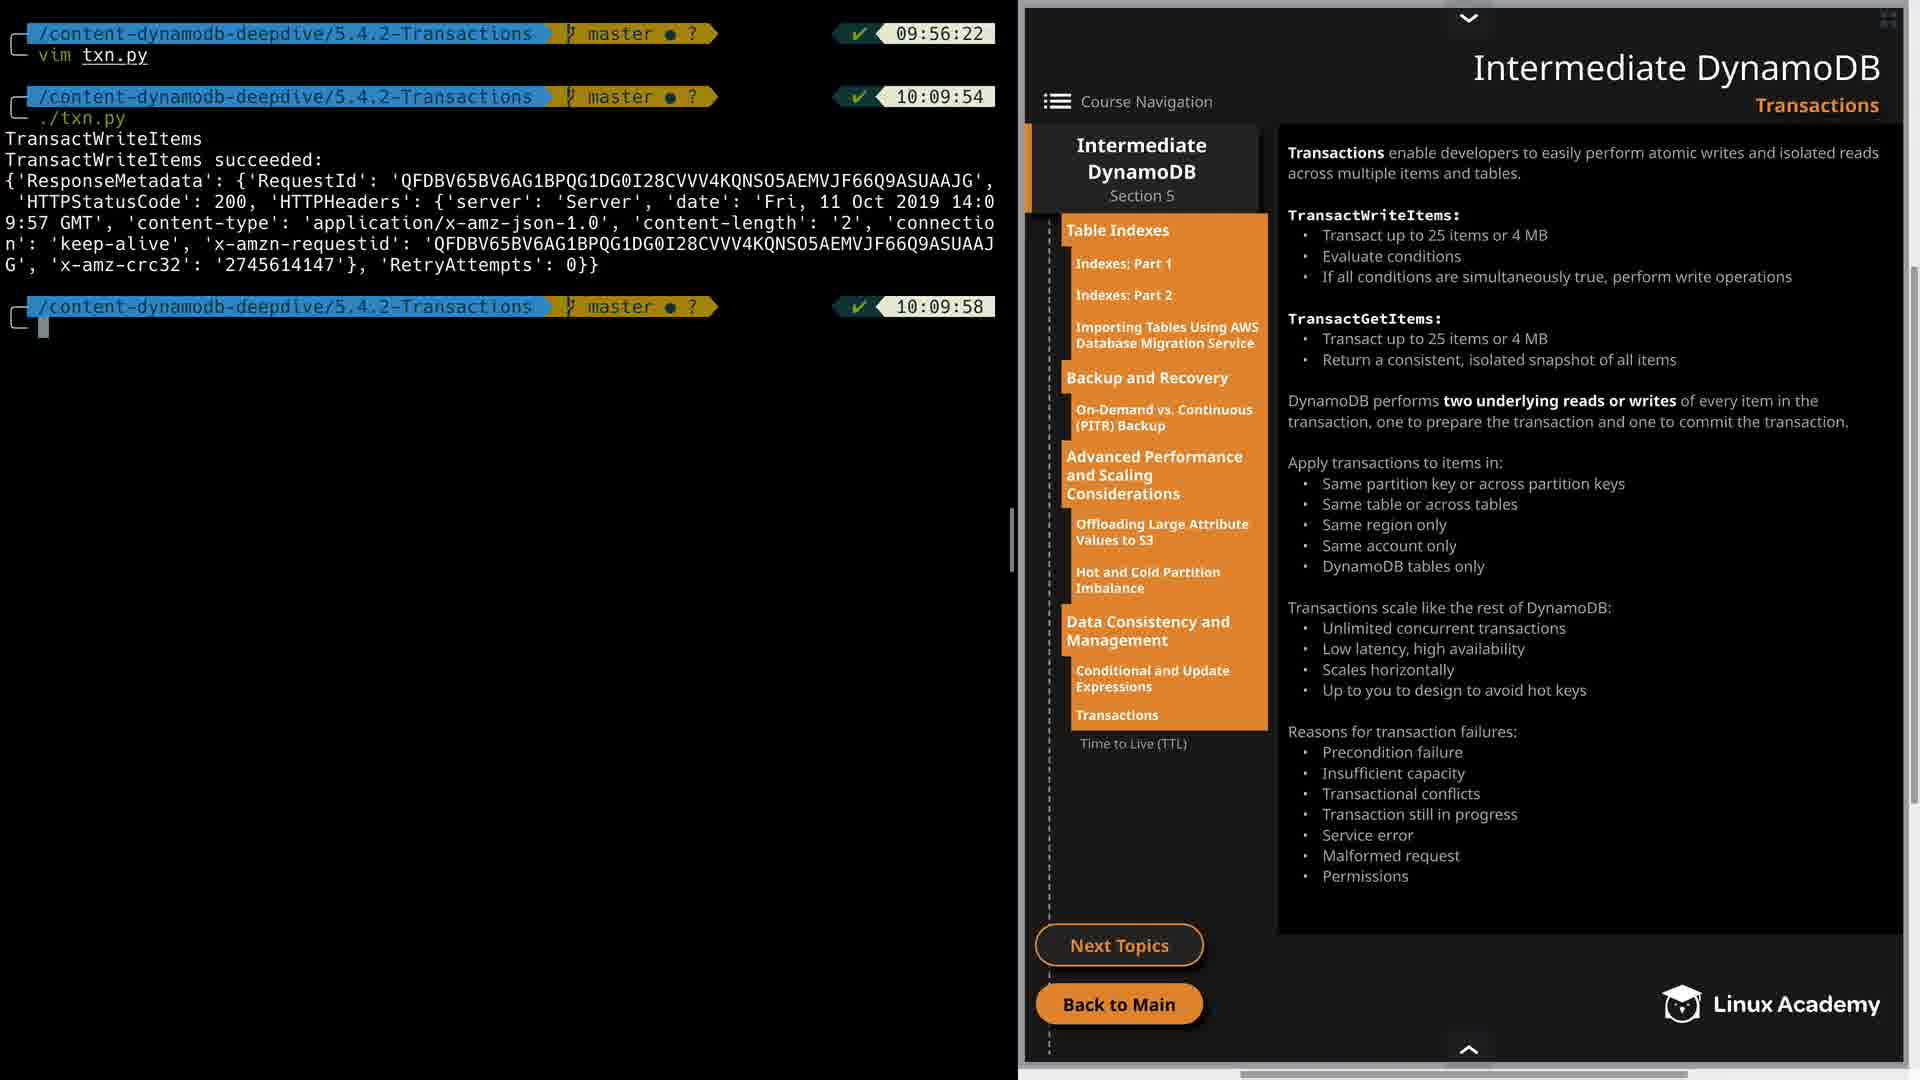 /content-dynamodb-deepdive/5.4.2-Transactions master ● ? ✔ 09:56:22
vim txn.py
/content-dynamodb-deepdive/5.4.2-Transactions master ● ? ✔ 10:09:54
./txn.py
TransactWriteItems
TransactWriteItems succeeded:
{'ResponseMetadata': {'RequestId': 'QFDBV65BV6AG1BPQG1DG0I28CVVV4KQNSO5AEMVJF66Q9ASUAAJG',
'HTTPStatusCode': 200, 'HTTPHeaders': {'server': 'Server', 'date': 'Fri, 11 Oct 2019 14:0
9:57 GMT', 'content-type': 'application/x-amz-json-1.0', 'content-length': '2', 'connectio
n': 'keep-alive', 'x-amzn-requestid': 'QFDBV65BV6AG1BPQG1DG0I28CVVV4KQNSO5AEMVJF66Q9ASUAAJ
G', 'x-amz-crc32': '2745614147'}, 'RetryAttempts': 0}}
/content-dynamodb-deepdive/5.4.2-Transactions master ● ? ✔ 10:09:58
Intermediate DynamoDB
Transactions
Course Navigation
Intermediate
DynamoDB
Section 5
Table Indexes
Indexes: Part 1
Indexes: Part 2
Importing Tables Using AWS
Database Migration Service
Backup and Recovery
On-Demand vs. Continuous
(PITR) Backup
Advanced Performance
and Scaling
Considerations
Offloading Large Attribute
Values to S3
Hot and Cold Partition
Imbalance
Data Consistency and
Management
Conditional and Update
Expressions
Transactions
Time to Live (TTL)
Next Topics
Back to Main
Transactions enable developers to easily perform atomic writes and isolated reads
across multiple items and tables.
TransactWriteItems:
• Transact up to 25 items or 4 MB
• Evaluate conditions
• If all conditions are simultaneously true, perform write operations
TransactGetItems:
• Transact up to 25 items or 4 MB
• Return a consistent, isolated snapshot of all items
DynamoDB performs two underlying reads or writes of every item in the
transaction, one to prepare the transaction and one to commit the transaction.
Apply transactions to items in:
• Same partition key or across partition keys
• Same table or across tables
• Same region only
• Same account only
• DynamoDB tables only
Transactions scale like the rest of DynamoDB:
• Unlimited concurrent transactions
• Low latency, high availability
• Scales horizontally
• Up to you to design to avoid hot keys
Reasons for transaction failures:
• Precondition failure
• Insufficient capacity
• Transactional conflicts
• Transaction still in progress
• Service error
• Malformed request
• Permissions
Linux Academy